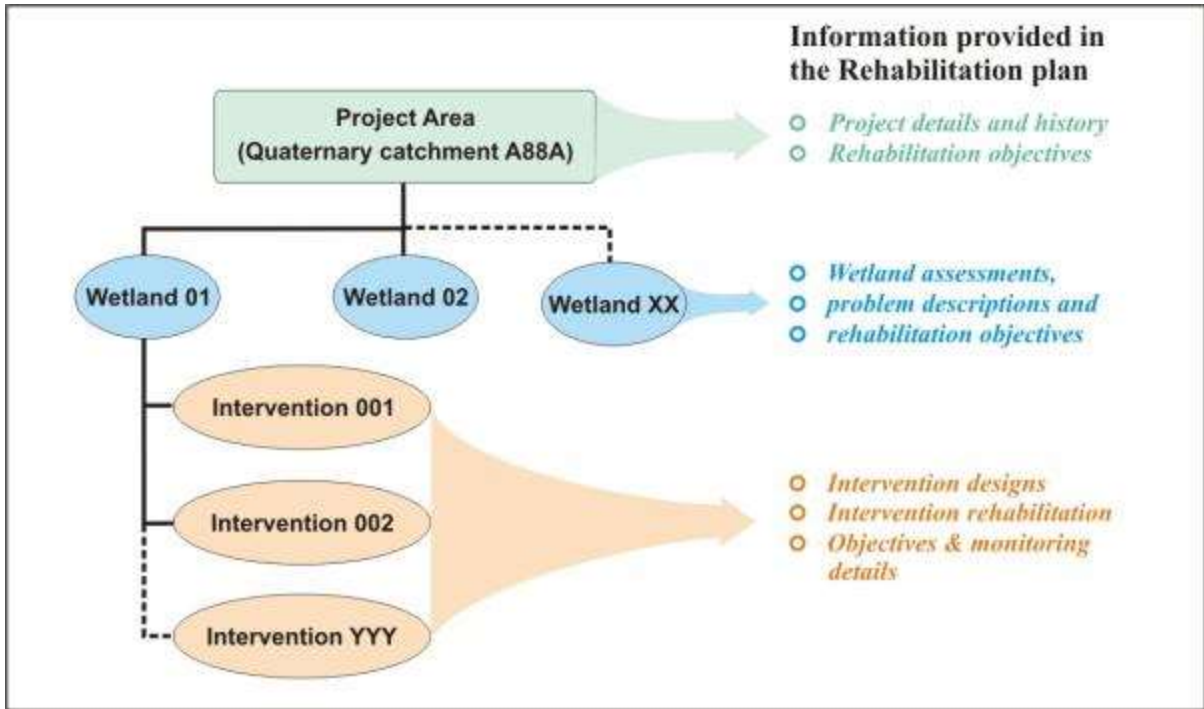 Information provided in
the Rehabilitation plan
Project Area
(Quaternary catchment A88A)
Project details and history
Rehabilitation objectives
Wetland 01
Wetland 02
Wetland XX
Wetland assessments,
problem descriptions and
rehabilitation objectives
Intervention 001
Intervention 002
Intervention YYY
Intervention designs
Intervention rehabilitation
Objectives & monitoring
details